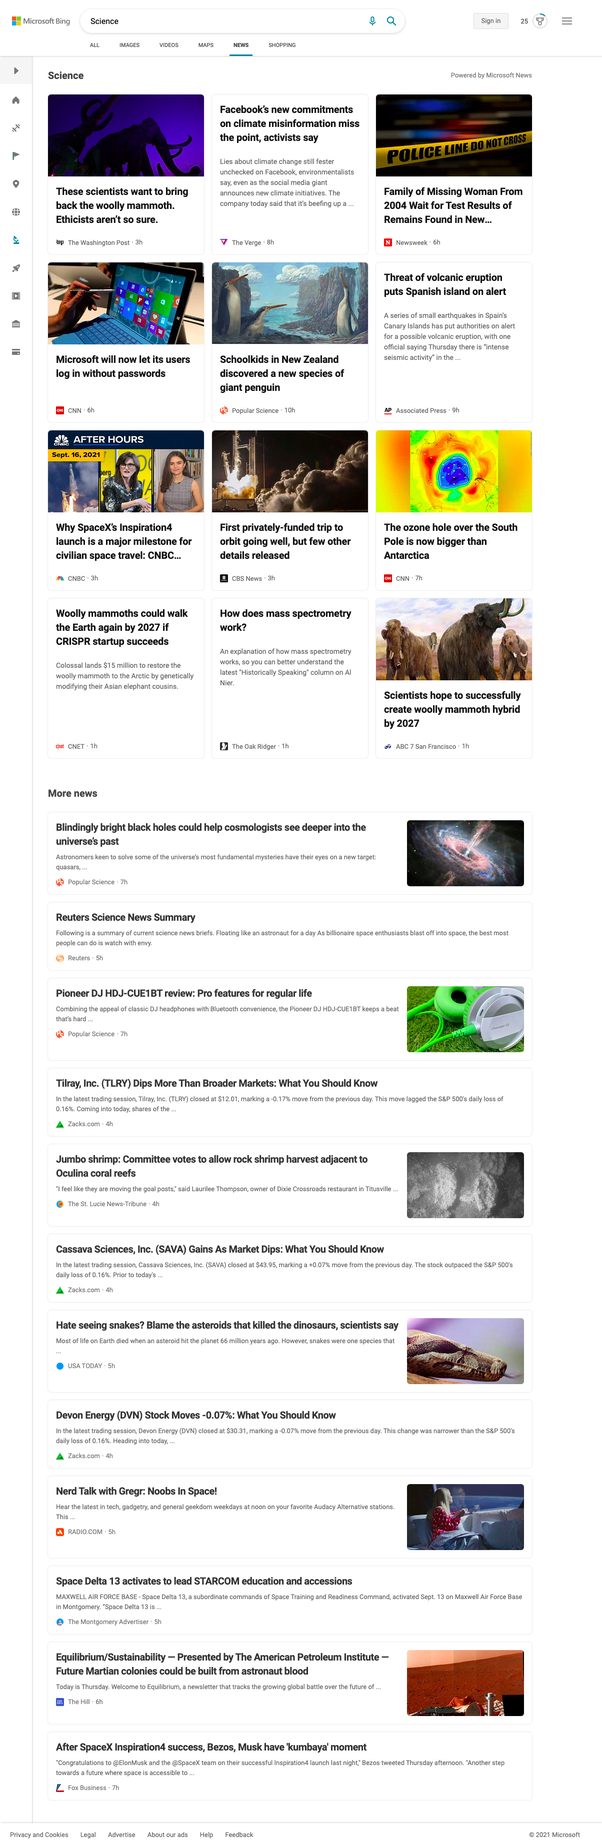 Microsoft Bing
Science
Sign in
25
ALL IMAGES VIDEOS MAPS NEWS SHOPPING
Science
Powered by Microsoft News
These scientists want to bring
back the woolly mammoth.
Ethicists aren't so sure.
The Washington Post · 3h
Facebook's new commitments
on climate misinformation miss
the point, activists say
Lies about climate change still fester
unchecked on Facebook, environmentalists
say, even as the social media giant
announces new climate initiatives. The
company today said that it's beefing up a ...
The Verge · 8h
POLICE LINE DO NOT CROSS
Family of Missing Woman From
2004 Wait for Test Results of
Remains Found in New...
Newsweek · 6h
Microsoft will now let its users
log in without passwords
CNN · 6h
Schoolkids in New Zealand
discovered a new species of
giant penguin
Popular Science · 10h
Threat of volcanic eruption
puts Spanish island on alert
A series of small earthquakes in Spain's
Canary Islands has put authorities on alert
for a possible volcanic eruption, with one
official saying Thursday there is "intense
seismic activity" in the ...
AP Associated Press · 9h
CNBC AFTER HOURS
Sept. 16, 2021
Why SpaceX's Inspiration4
launch is a major milestone for
civilian space travel: CNBC...
CNBC · 3h
First privately-funded trip to
orbit going well, but few other
details released
CBS News · 3h
The ozone hole over the South
Pole is now bigger than
Antarctica
CNN · 7h
Woolly mammoths could walk
the Earth again by 2027 if
CRISPR startup succeeds
Colossal lands $15 million to restore the
woolly mammoth to the Arctic by genetically
modifying their Asian elephant cousins.
CNET · 1h
How does mass spectrometry
work?
An explanation of how mass spectrometry
works, so you can better understand the
latest "Historically Speaking" column on Al
Nier.
The Oak Ridger · 1h
Scientists hope to successfully
create woolly mammoth hybrid
by 2027
ABC 7 San Francisco · 1h
More news
Blindingly bright black holes could help cosmologists see deeper into the
universe's past
Astronomers keen to solve some of the universe's most fundamental mysteries have their eyes on a new target:
quasars, ...
Popular Science · 7h
Reuters Science News Summary
Following is a summary of current science news briefs. Floating like an astronaut for a day As billionaire space enthusiasts blast off into space, the best most
people can do is watch with envy.
Reuters · 5h
Pioneer DJ HDJ-CUE1BT review: Pro features for regular life
Combining the appeal of classic DJ headphones with Bluetooth convenience, the Pioneer DJ HDJ-CUE1BT keeps a beat
that's hard ...
Popular Science · 7h
Tilray, Inc. (TLRY) Dips More Than Broader Markets: What You Should Know
In the latest trading session, Tilray, Inc. (TLRY) closed at $12.01, marking a -0.17% move from the previous day. This move lagged the S&P 500's daily loss of
0.16%. Coming into today, shares of the ...
Zacks.com · 4h
Jumbo shrimp: Committee votes to allow rock shrimp harvest adjacent to
Oculina coral reefs
"I feel like they are moving the goal posts," said Laurilee Thompson, owner of Dixie Crossroads restaurant in Titusville ...
The St. Lucie News-Tribune · 4h
Cassava Sciences, Inc. (SAVA) Gains As Market Dips: What You Should Know
In the latest trading session, Cassava Sciences, Inc. (SAVA) closed at $43.95, marking a +0.07% move from the previous day. The stock outpaced the S&P 500's
daily loss of 0.16%. Prior to today's ...
Zacks.com · 4h
Hate seeing snakes? Blame the asteroids that killed the dinosaurs, scientists say
Most of life on Earth died when an asteroid hit the planet 66 million years ago. However, snakes were one species that
...
USA TODAY · 5h
Devon Energy (DVN) Stock Moves -0.07%: What You Should Know
In the latest trading session, Devon Energy (DVN) closed at $30.31, marking a -0.07% move from the previous day. This change was narrower than the S&P 500's
daily loss of 0.16%. Heading into today, ...
Zacks.com · 4h
Nerd Talk with Gregr: Noobs In Space!
Hear the latest in tech, gadgetry, and general geekdom weekdays at noon on your favorite Audacy Alternative stations.
This ...
RADIO.COM · 5h
Space Delta 13 activates to lead STARCOM education and accessions
MAXWELL AIR FORCE BASE - Space Delta 13, a subordinate commands of Space Training and Readiness Command, activated Sept. 13 on Maxwell Air Force Base
in Montgomery. "Space Delta 13 is ...
The Montgomery Advertiser · 5h
Equilibrium/Sustainability — Presented by The American Petroleum Institute —
Future Martian colonies could be built from astronaut blood
Today is Thursday. Welcome to Equilibrium, a newsletter that tracks the growing global battle over the future of ...
The Hill · 6h
After SpaceX Inspiration4 success, Bezos, Musk have 'kumbaya' moment
"Congratulations to @ElonMusk and the @SpaceX team on their successful Inspiration4 launch last night," Bezos tweeted Thursday afternoon. "Another step
towards a future where space is accessible to ...
Fox Business · 7h
Privacy and Cookies Legal Advertise About our ads Help Feedback
© 2021 Microsoft